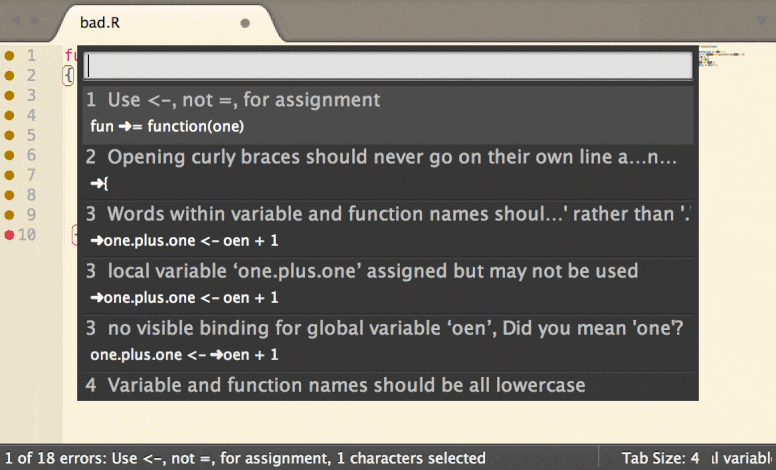 bad.R
1 fu
2 {
3
4
5
6
7
8
9
10
1 Use <-, not =, for assignment
fun ➜= function(one)
2 Opening curly braces should never go on their own line a…n…
➜{
3 Words within variable and function names shoul…' rather than '.'
➜one.plus.one <- oen + 1
3 local variable ‘one.plus.one’ assigned but may not be used
➜one.plus.one <- oen + 1
3 no visible binding for global variable ‘oen’, Did you mean 'one'?
one.plus.one <- ➜oen + 1
4 Variable and function names should be all lowercase
1 of 18 errors: Use <-, not =, for assignment, 1 characters selected
Tab Size: 4
l variabl